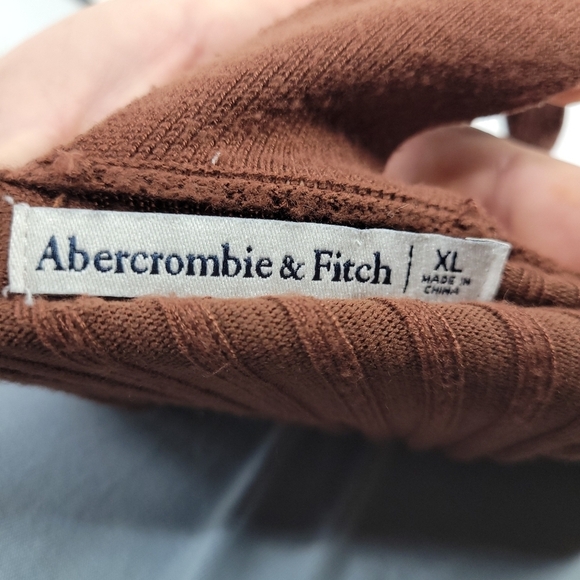 Abercrombie & Fitch
XL
MADE IN
CHINA